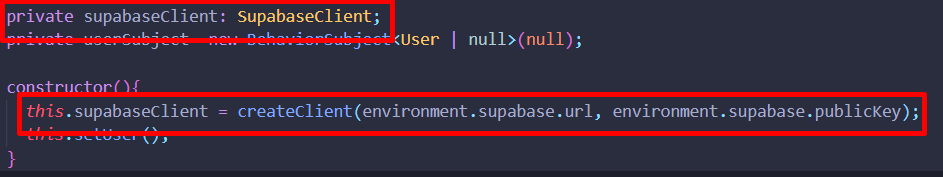 private supabaseClient: SupabaseClient;
private userSubject = new BehaviorSubject<User | null>(null);
constructor(){
this.supabaseClient = createClient(environment.supabase.url, environment.supabase.publicKey);
this.setUser();
}